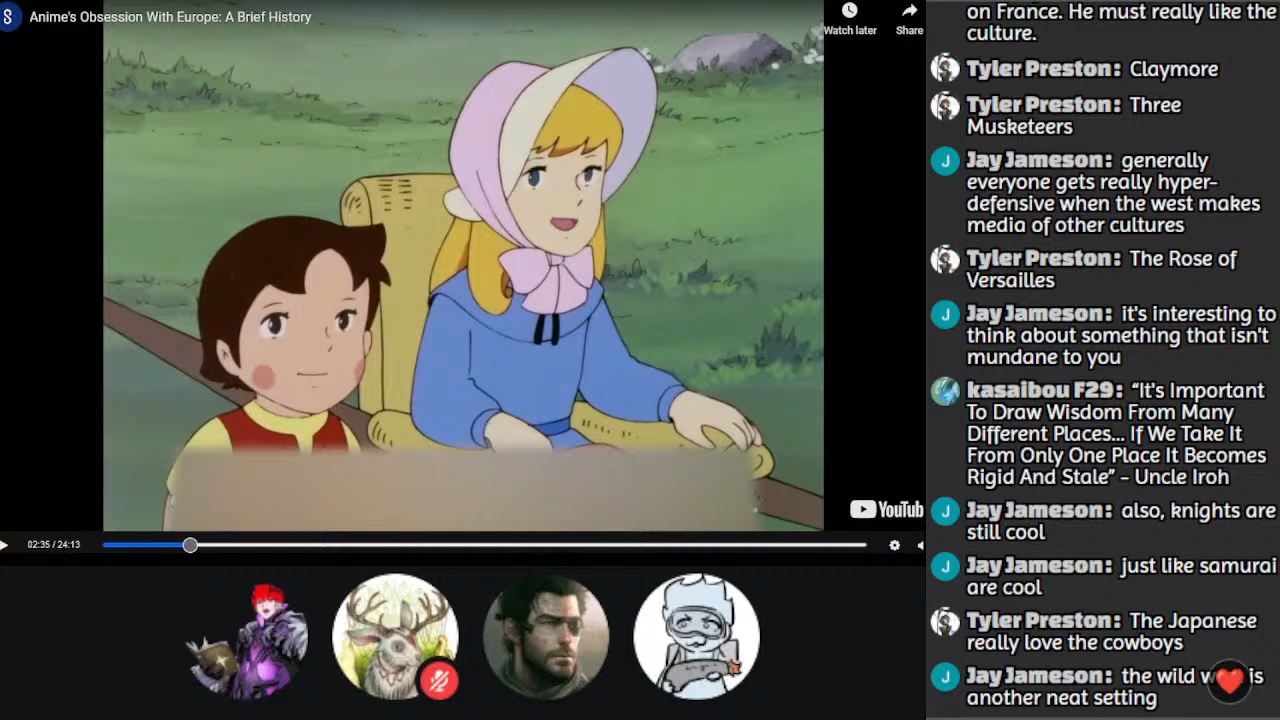 Anime's Obsession With Europe: A Brief History
Watch later
Share
YouTub
02:35 / 24:13
on France. He must really like the
culture.
Tyler Preston: Claymore
Tyler Preston: Three
Musketeers
J
Jay Jameson: generally
everyone gets really hyper-
defensive when the west makes
media of other cultures
Tyler Preston: The Rose of
Versailles
J
Jay Jameson: it's interesting to
think about something that isn't
mundane to you
kasaibou F29: “It's Important
To Draw Wisdom From Many
Different Places... If We Take It
From Only One Place It Becomes
Rigid And Stale” - Uncle Iroh
J
Jay Jameson: also, knights are
still cool
J
Jay Jameson: just like samurai
are cool
Tyler Preston: The Japanese
really love the cowboys
J
Jay Jameson: the wild is
another neat setting